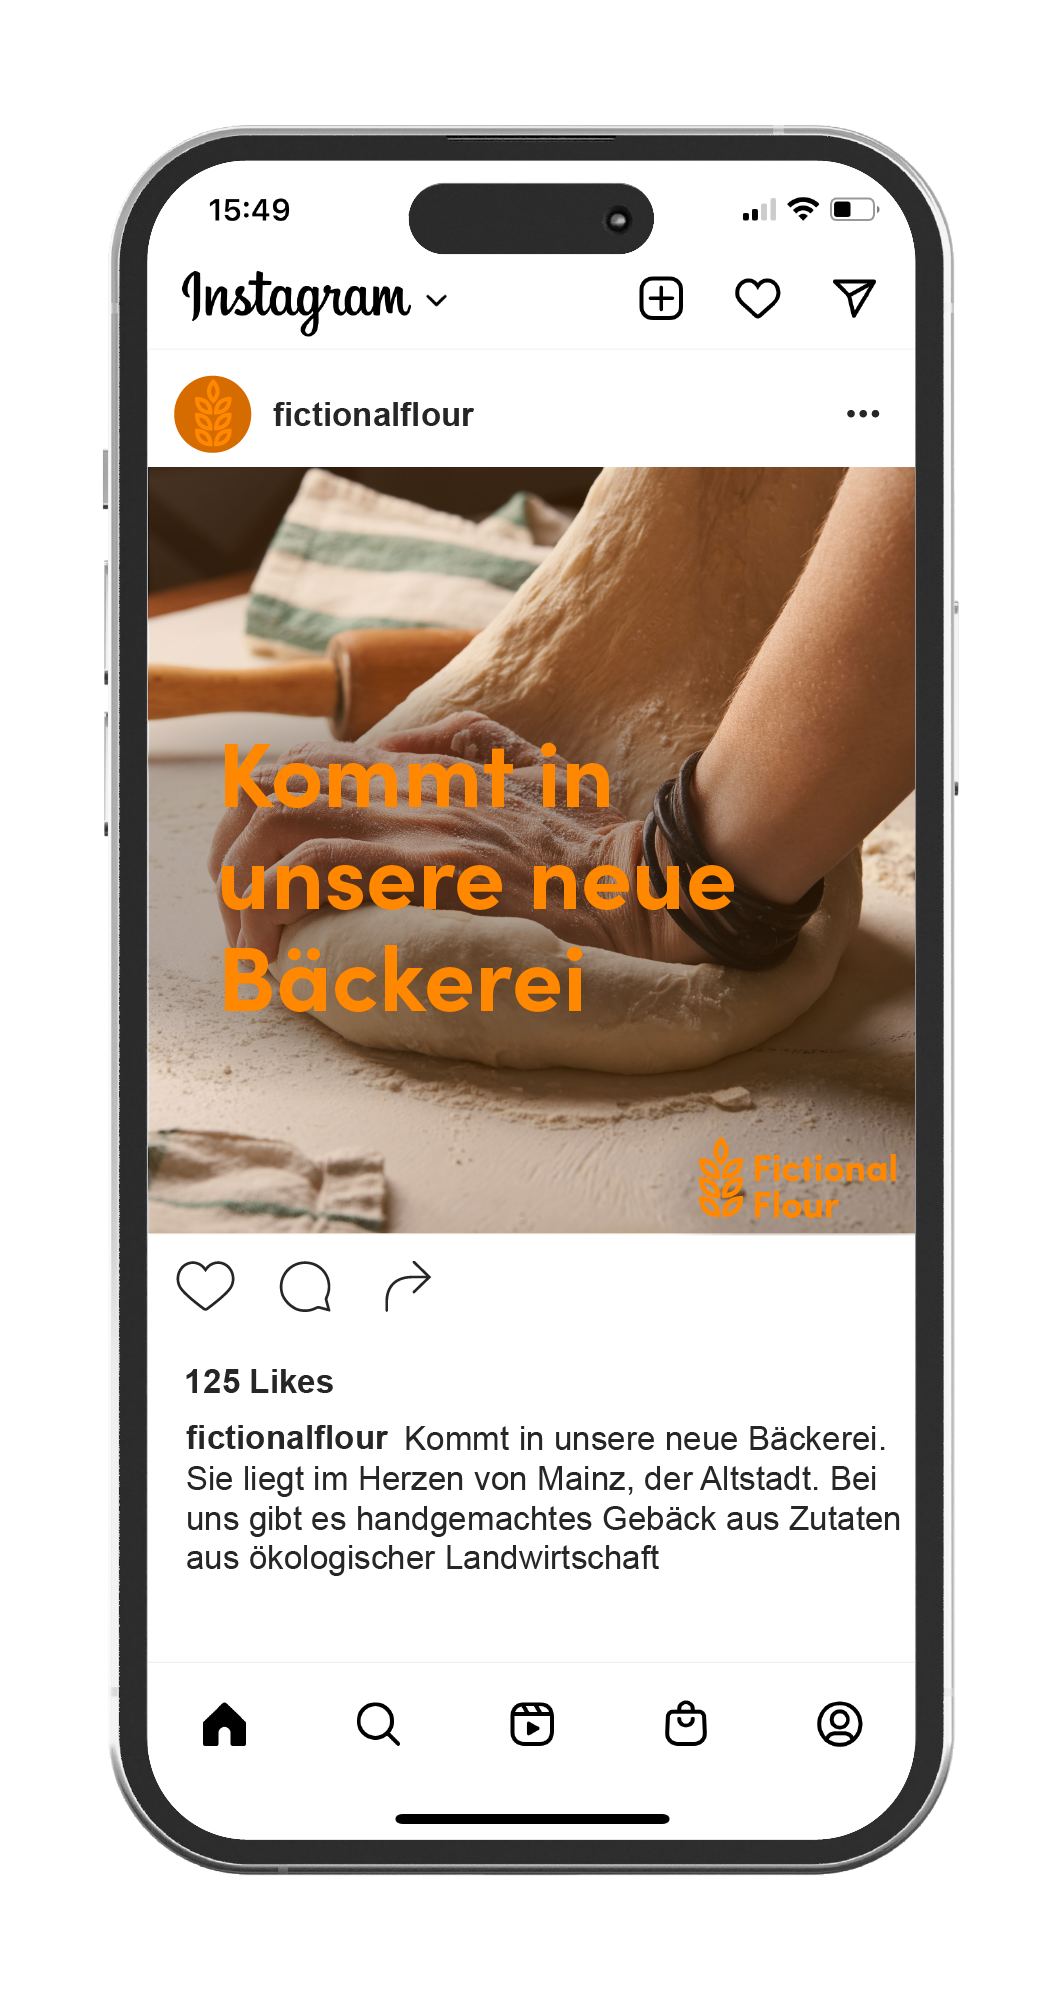 15:49
Instagram
fictionalflour
Kommt in
unsere neue
Bäckerei
Fictional
Flour
125 Likes
fictionalflour Kommt in unsere neue Bäckerei.
Sie liegt im Herzen von Mainz, der Altstadt. Bei
uns gibt es handgemachtes Gebäck aus Zutaten
aus ökologischer Landwirtschaft